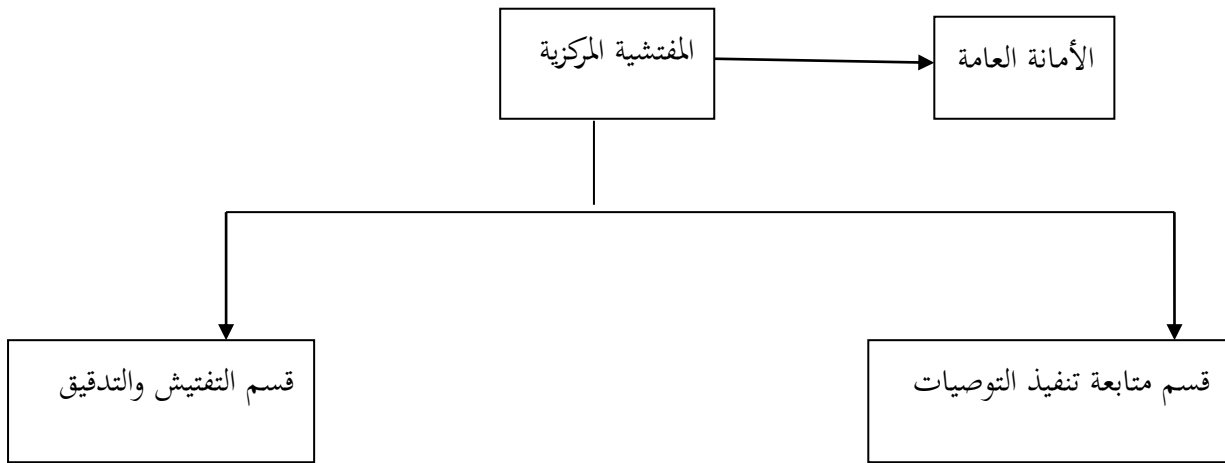 الأمانة العامة
المفتشية المركزية
قسم متابعة تنفيذ التوصيات
قسم التفتيش والتدقيق